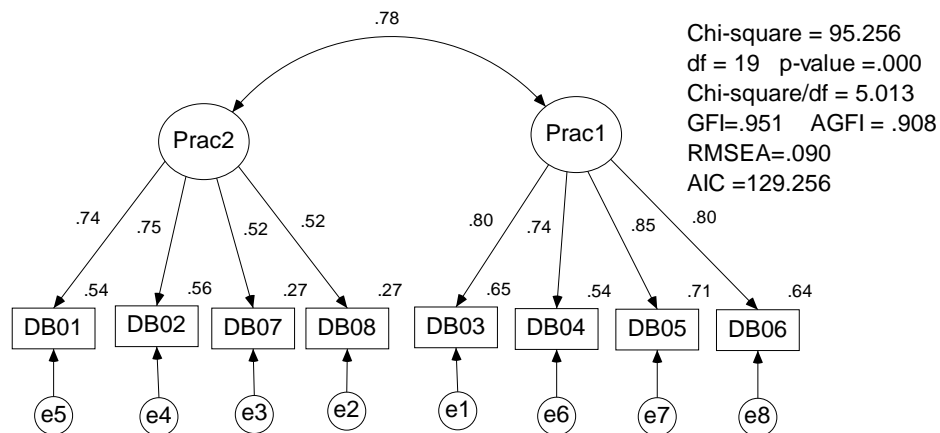 .78
Chi-square = 95.256
df = 19 p-value =.000
Chi-square/df = 5.013
GFI=.951 AGFI = .908
RMSEA=.090
AIC =129.256
Prac2 Prac1
.74 .75 .52 .52 .80 .74 .85 .80
.54 .56 .27 .27 .65 .54 .71 .64
DB01 DB02 DB07 DB08 DB03 DB04 DB05 DB06
e5 e4 e3 e2 e1 e6 e7 e8